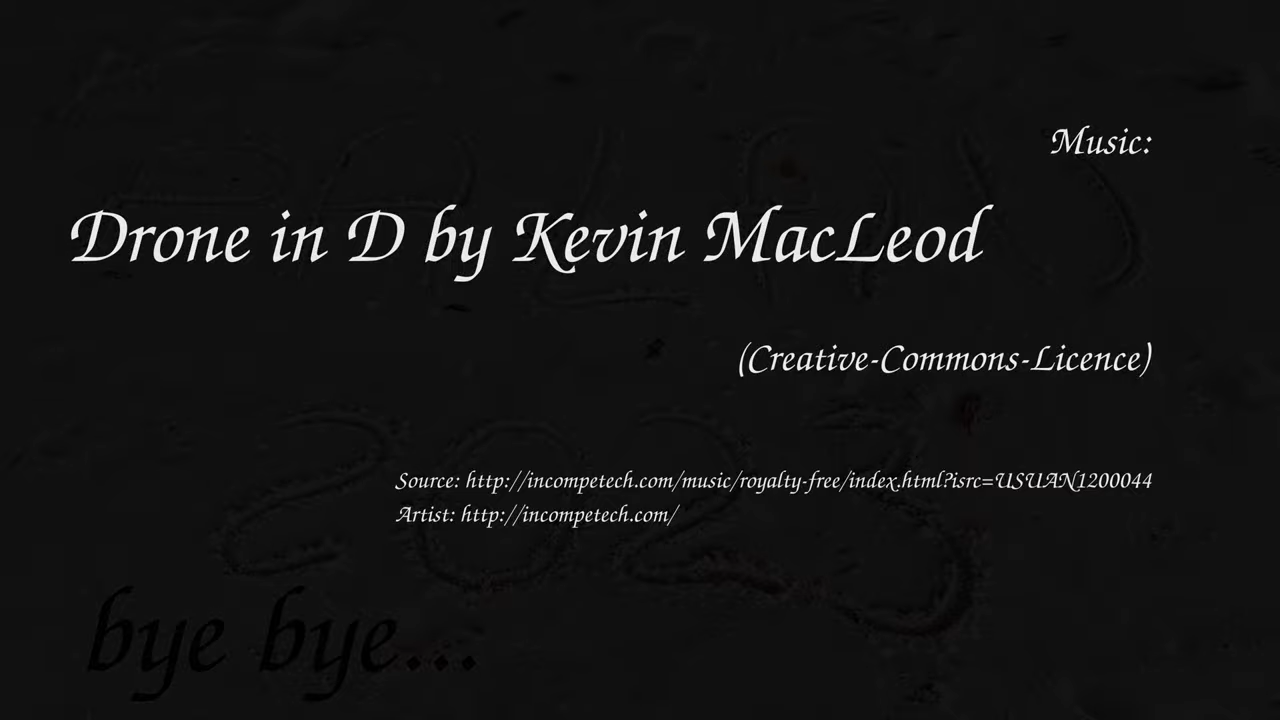 Music:
Drone in D by Kevin MacLeod
(Creative-Commons-Licence)
Source: http://incompetech.com/music/royalty-free/index.html?isrc=USUAN1200044
Artist: http://incompetech.com/
2023
bye bye...